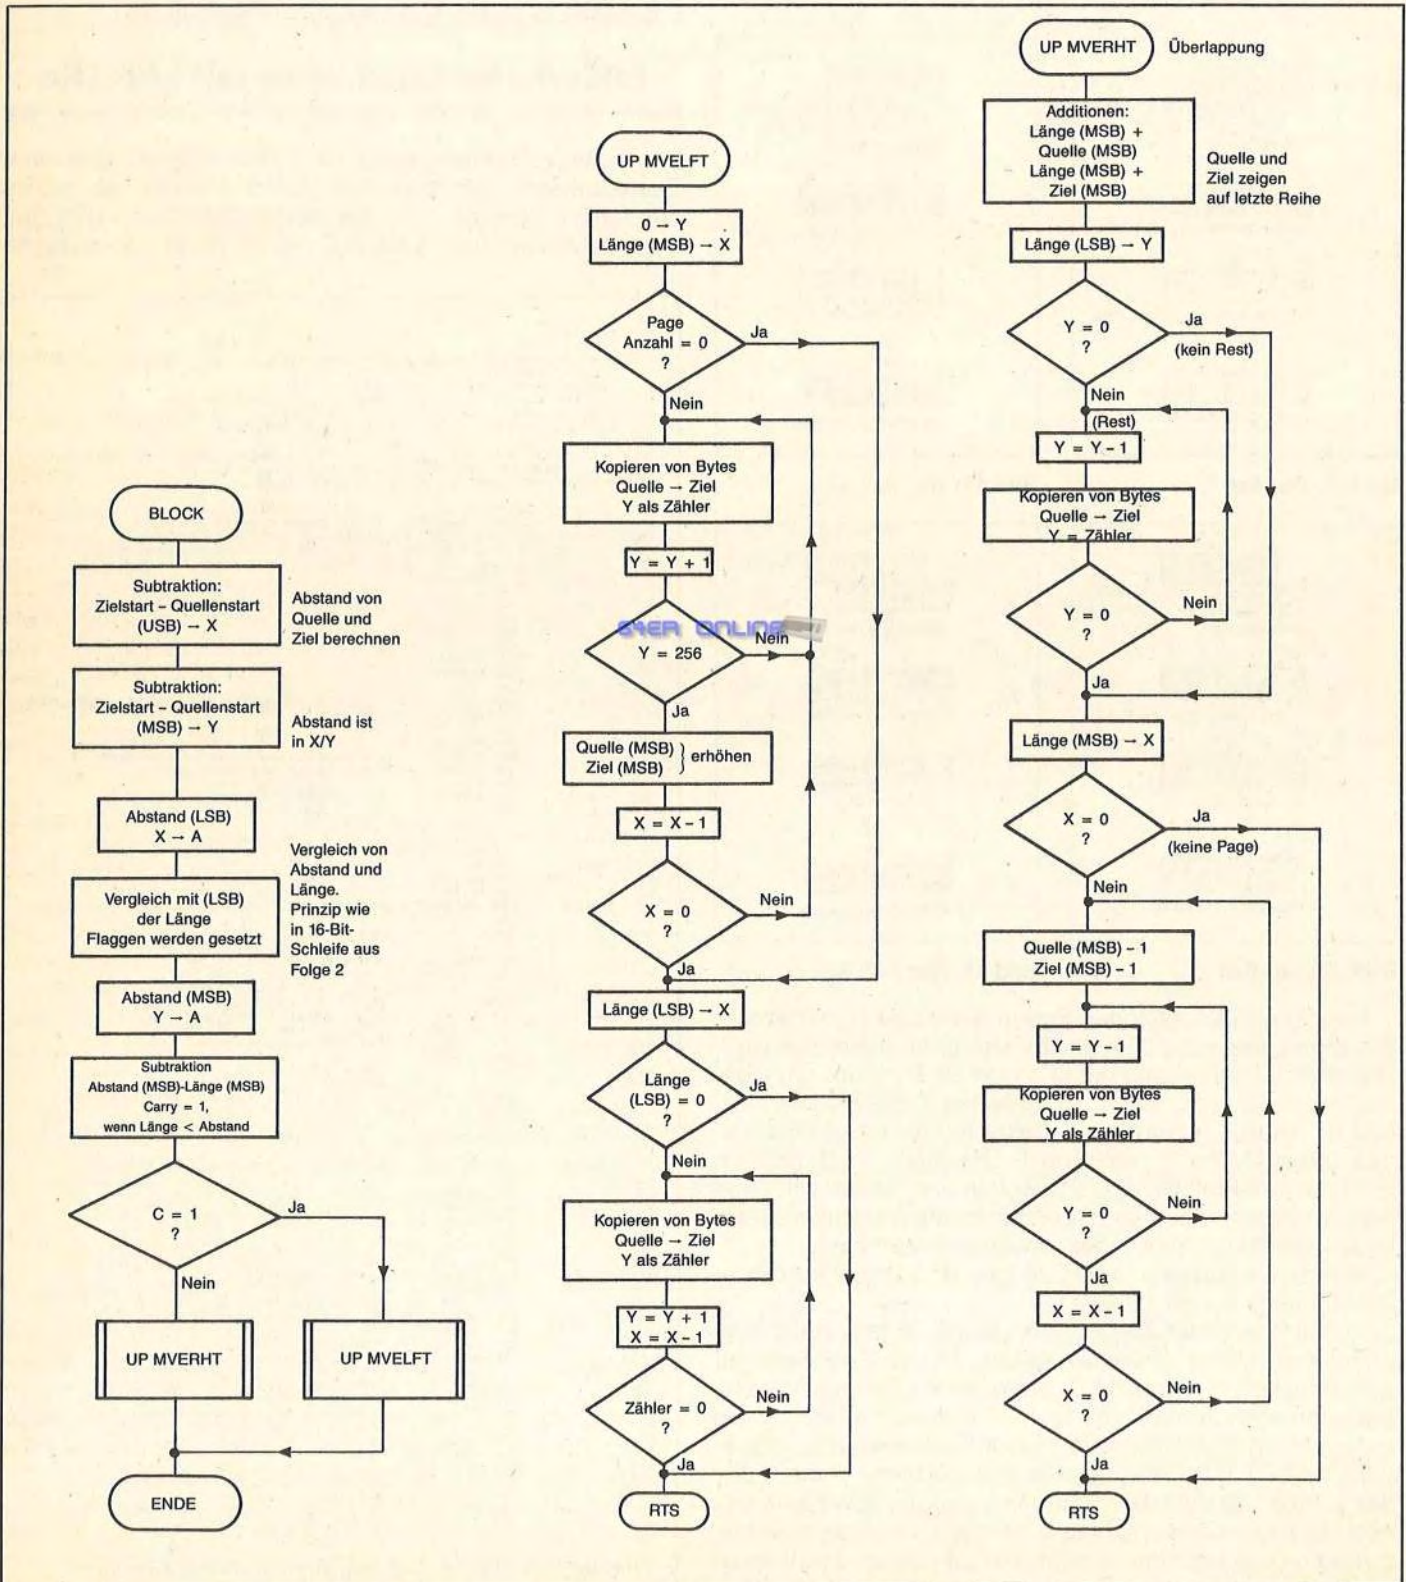 BLOCK
Subtraktion:
Zielstart – Quellenstart
(USB) → X
Abstand von
Quelle und
Ziel berechnen
Subtraktion:
Zielstart – Quellenstart
(MSB) → Y
Abstand ist
in X/Y
Abstand (LSB)
X → A
Vergleich mit (LSB)
der Länge
Flaggen werden gesetzt
Vergleich von
Abstand und
Länge.
Prinzip wie
in 16-Bit-
Schleife aus
Folge 2
Abstand (MSB)
Y → A
Subtraktion
Abstand (MSB)-Länge (MSB)
Carry = 1,
wenn Länge < Abstand
C = 1
?
Ja
Nein
UP MVERHT
UP MVELFT
ENDE
UP MVELFT
0 → Y
Länge (MSB) → X
Page
Anzahl = 0
?
Ja
Nein
Kopieren von Bytes
Quelle → Ziel
Y als Zähler
Y = Y + 1
64ER ONLINE
Y = 256
Nein
Ja
Quelle (MSB)
Ziel (MSB)
} erhöhen
X = X – 1
X = 0
?
Nein
Ja
Länge (LSB) → X
Länge
(LSB) = 0
?
Ja
Nein
Kopieren von Bytes
Quelle → Ziel
Y als Zähler
Y = Y + 1
X = X – 1
Zähler = 0
?
Nein
Ja
RTS
UP MVERHT
Überlappung
Additionen:
Länge (MSB) +
Quelle (MSB)
Länge (MSB) +
Ziel (MSB)
Quelle und
Ziel zeigen
auf letzte Reihe
Länge (LSB) → Y
Y = 0
?
Ja
(kein Rest)
Nein
(Rest)
Y = Y – 1
Kopieren von Bytes
Quelle → Ziel
Y = Zähler
Y = 0
?
Nein
Ja
Länge (MSB) → X
X = 0
?
Ja
(keine Page)
Nein
Quelle (MSB) – 1
Ziel (MSB) – 1
Y = Y – 1
Kopieren von Bytes
Quelle → Ziel
Y als Zähler
Y = 0
?
Nein
Ja
X = X – 1
X = 0
?
Nein
Ja
RTS